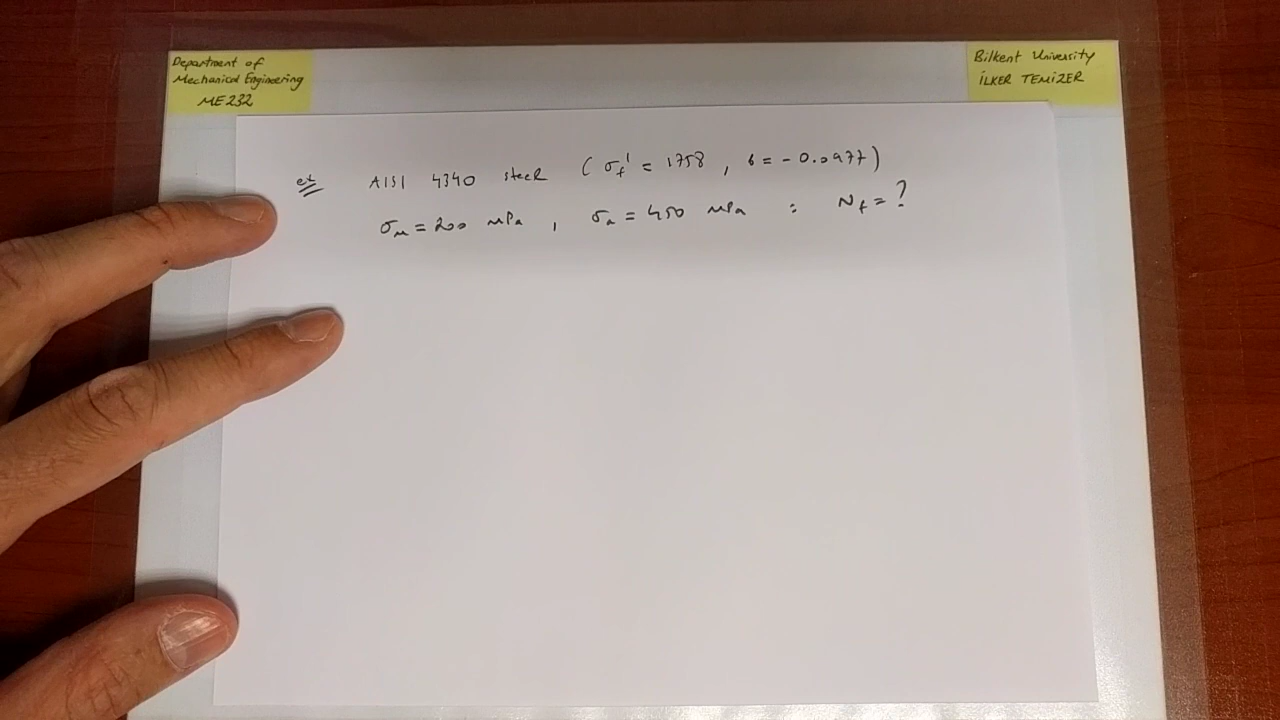 Department of
Mechanical Engineering
ME232
Bilkent University
İLKER TEMİZER
ex AISI 4340 steel (σf' = 1758, b = -0.0977)
σm = 200 MPa, σa = 450 MPa : Nf = ?